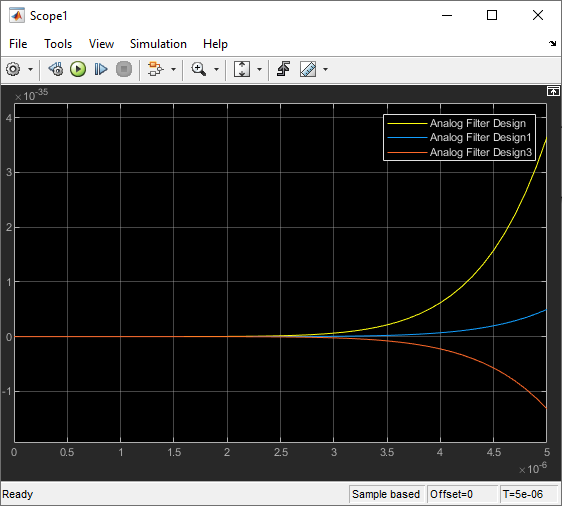 Scope1
File Tools View Simulation Help
×10⁻³⁵
Analog Filter Design
Analog Filter Design1
Analog Filter Design3
4
3
2
1
0
-1
0 0.5 1 1.5 2 2.5 3 3.5 4 4.5 5
×10⁻⁶
Ready Sample based Offset=0 T=5e-06